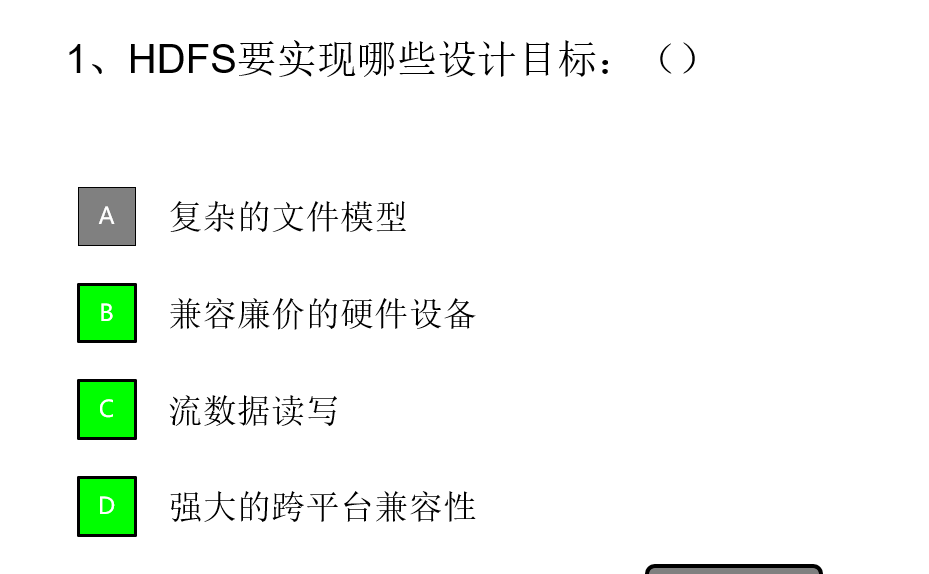 1、HDFS要实现哪些设计目标：（）
A 复杂的文件模型
B 兼容廉价的硬件设备
C 流数据读写
D 强大的跨平台兼容性